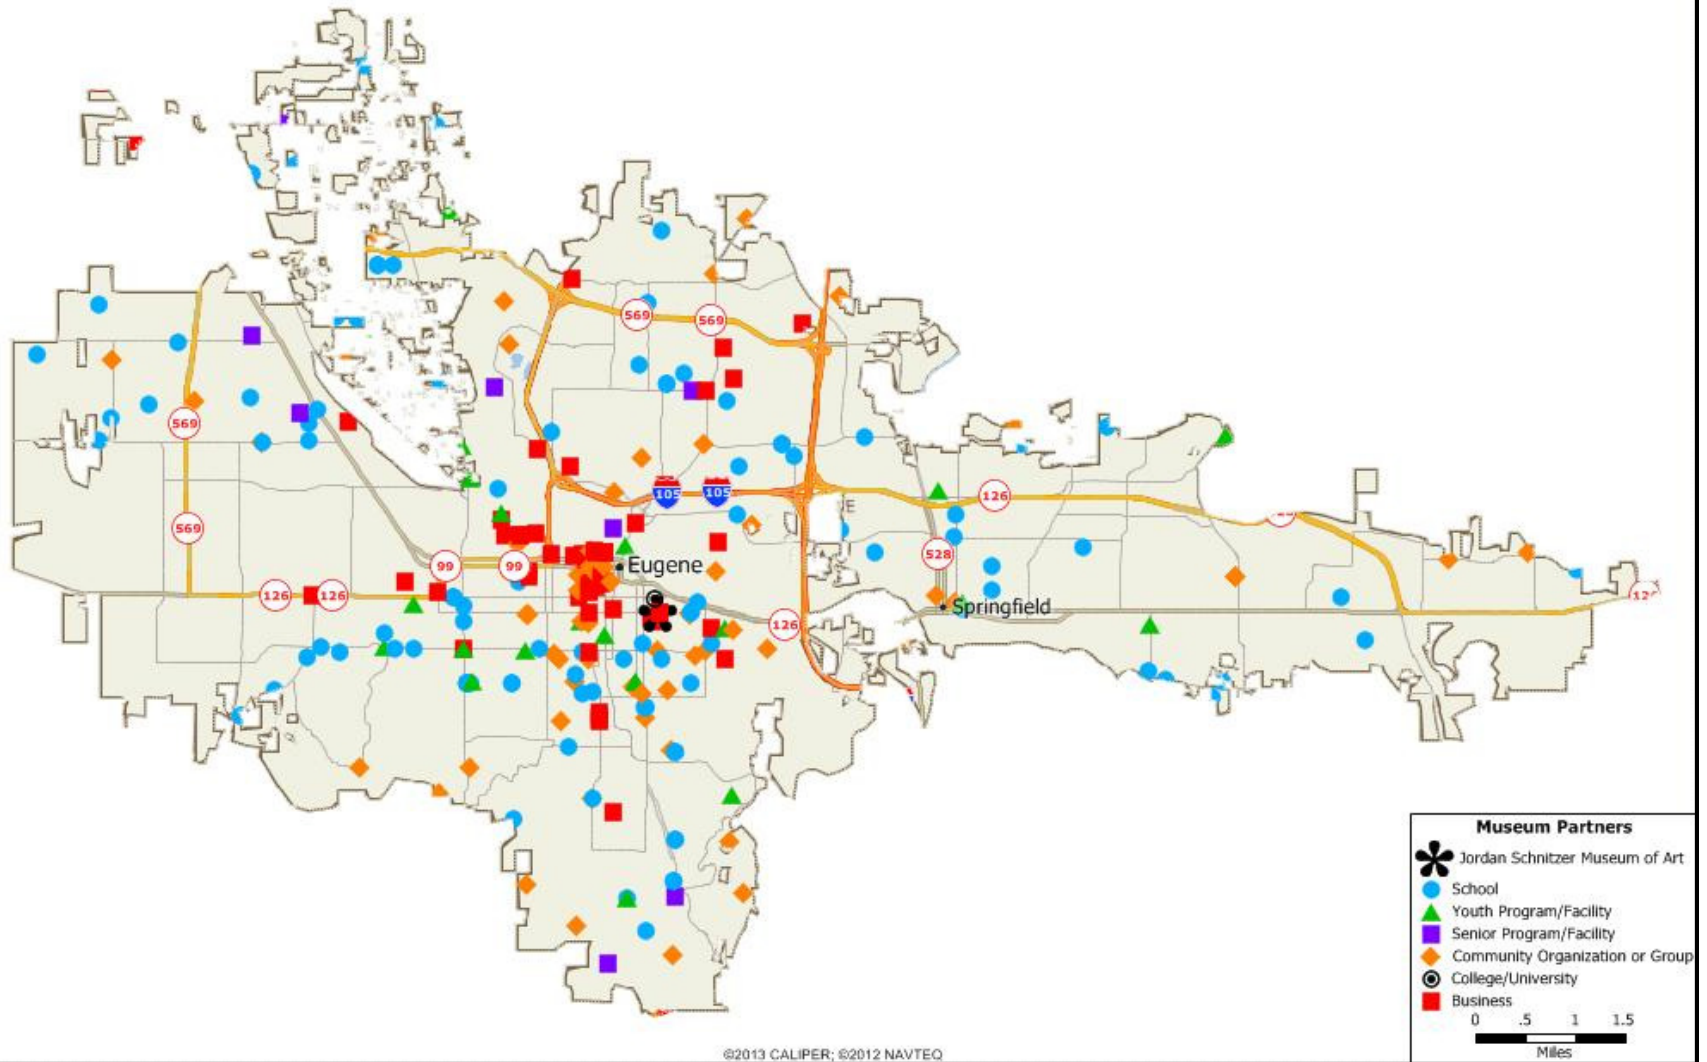 569
569
569
105
105
126
E
569
528
99
99
Eugene
126
126
Springfield
126
Museum Partners
Jordan Schnitzer Museum of Art
School
Youth Program/Facility
Senior Program/Facility
Community Organization or Group
College/University
Business
0 .5 1 1.5
Miles
©2013 CALIPER; ©2012 NAVTEQ